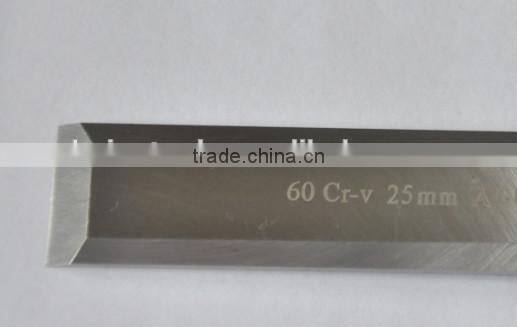 trade.china.cn
60 Cr-v 25mm A